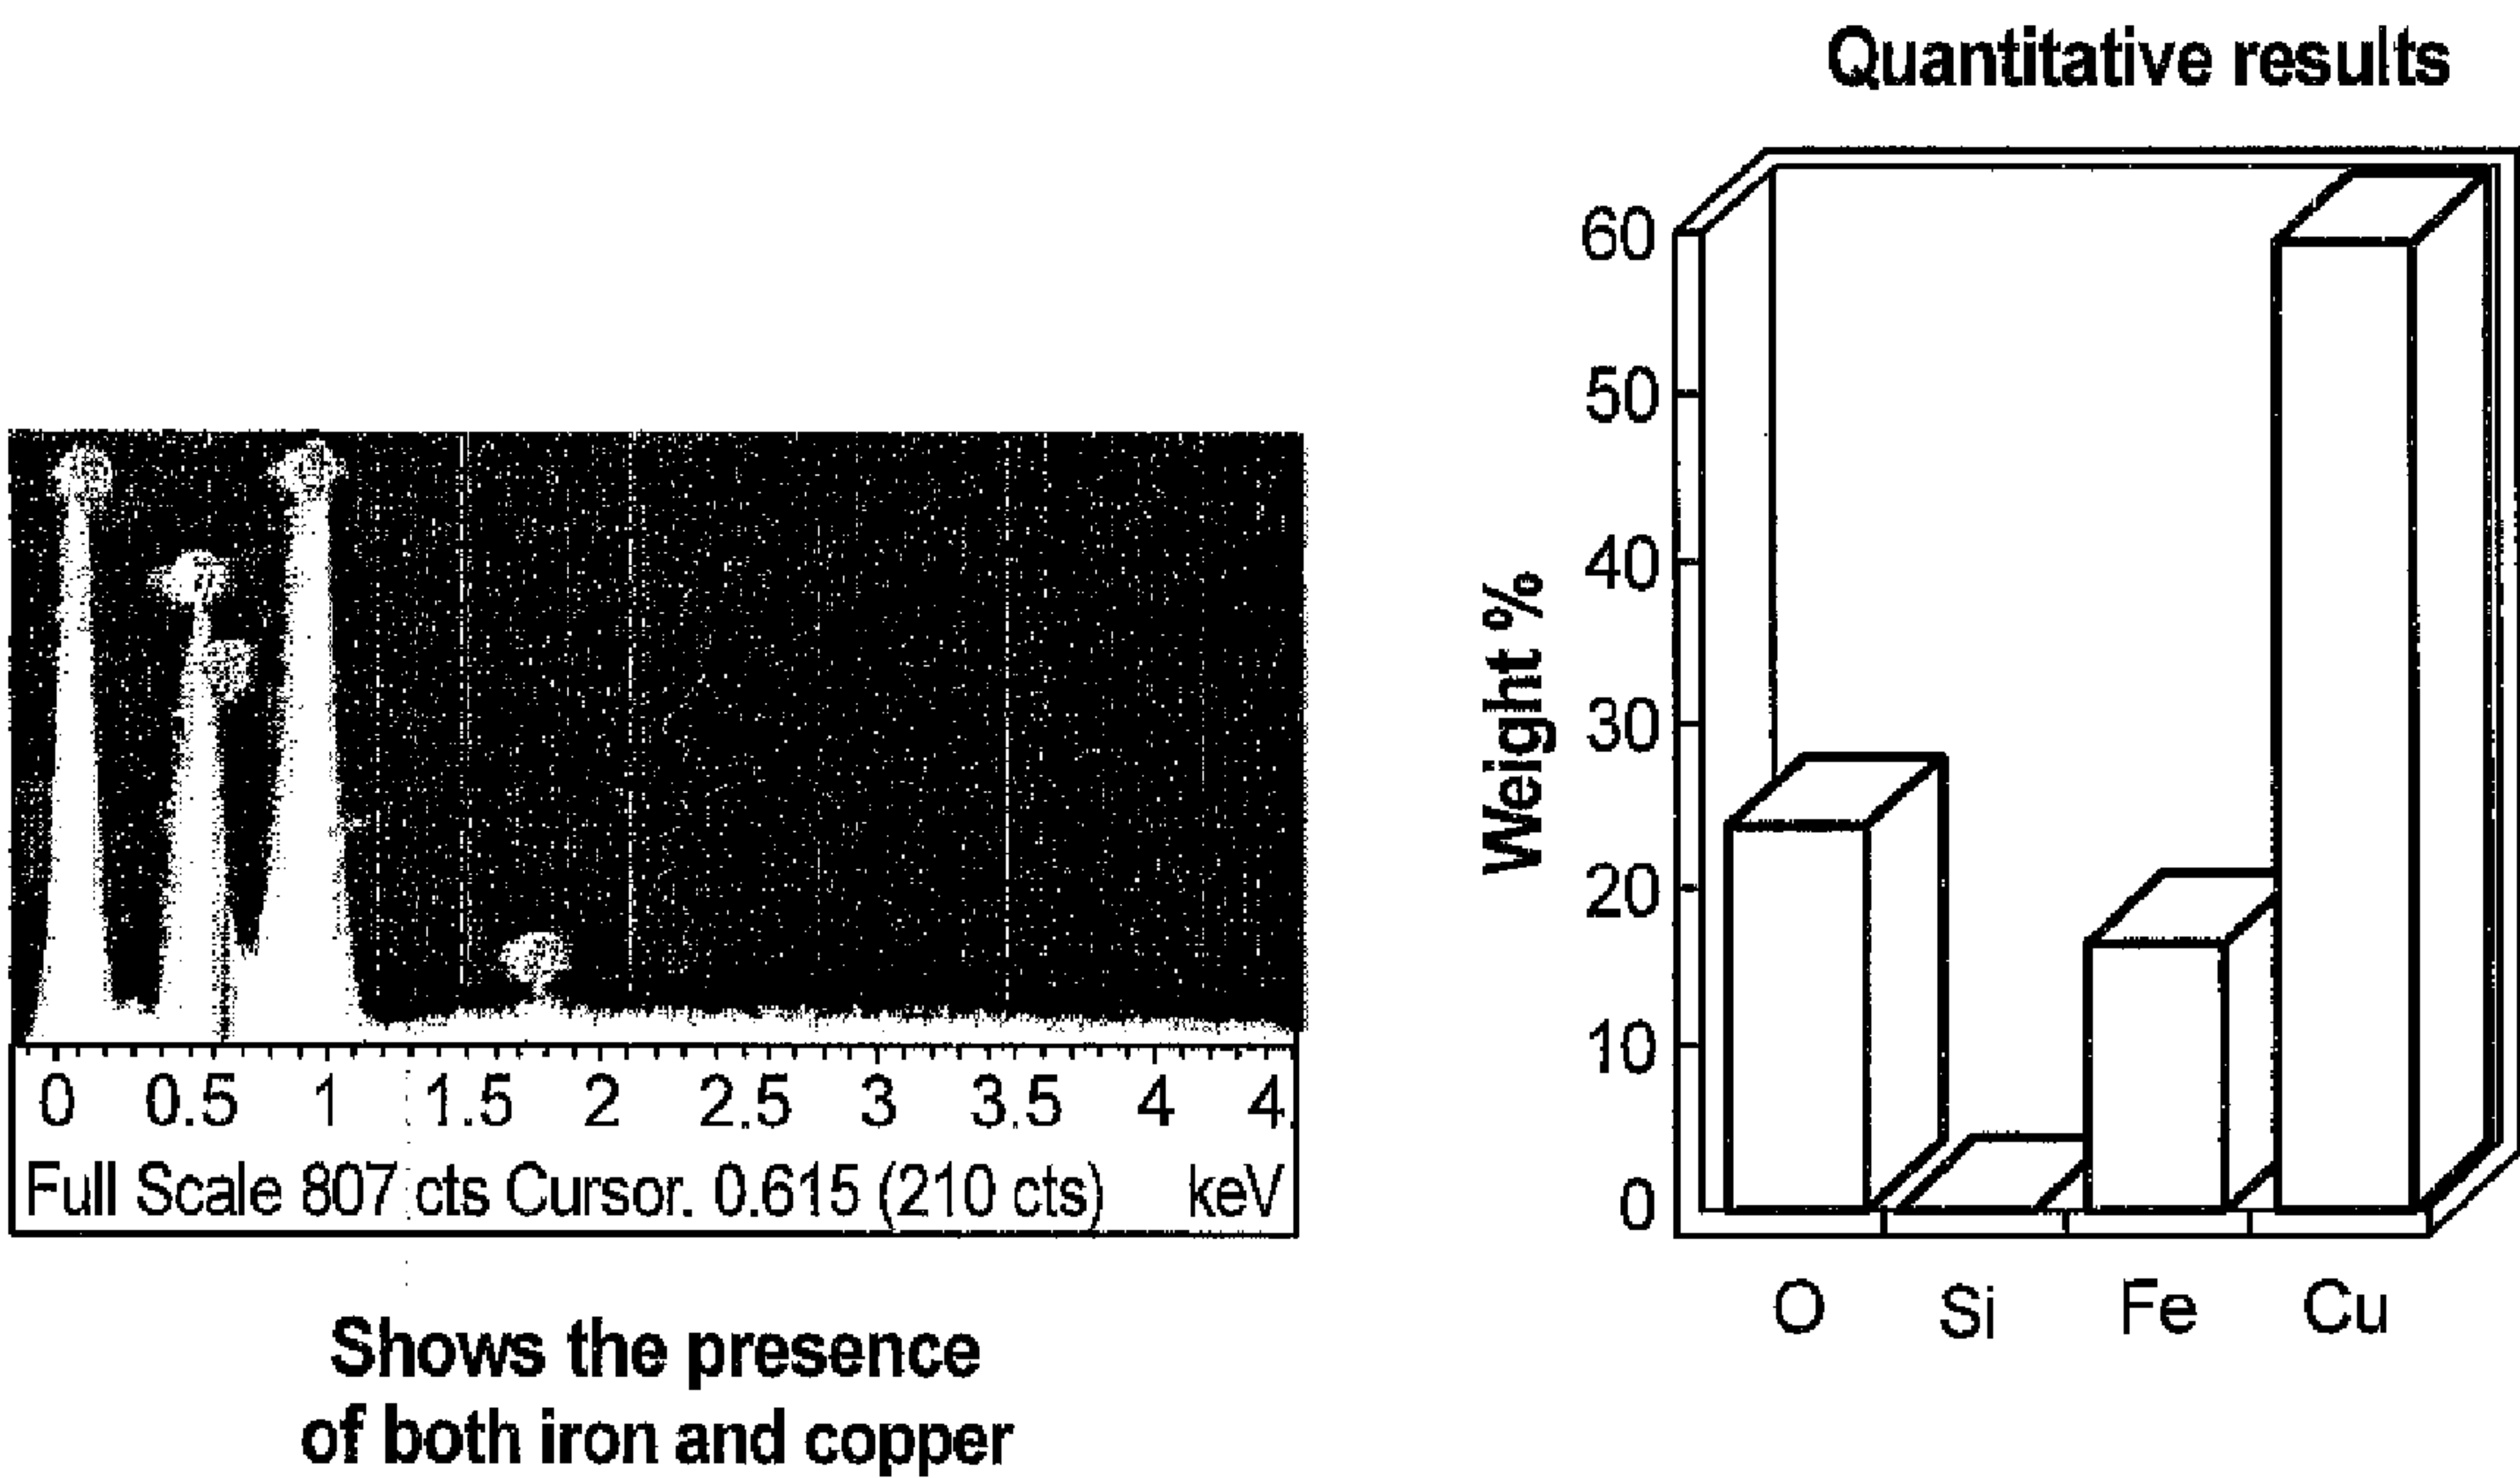 Quantitative results
60
50
40
30
20
10
0
Weight %
O Si Fe Cu
0 0.5 1 1.5 2 2.5 3 3.5 4 4.
Full Scale 807 cts Cursor. 0.615 (210 cts) keV
Shows the presence
of both iron and copper